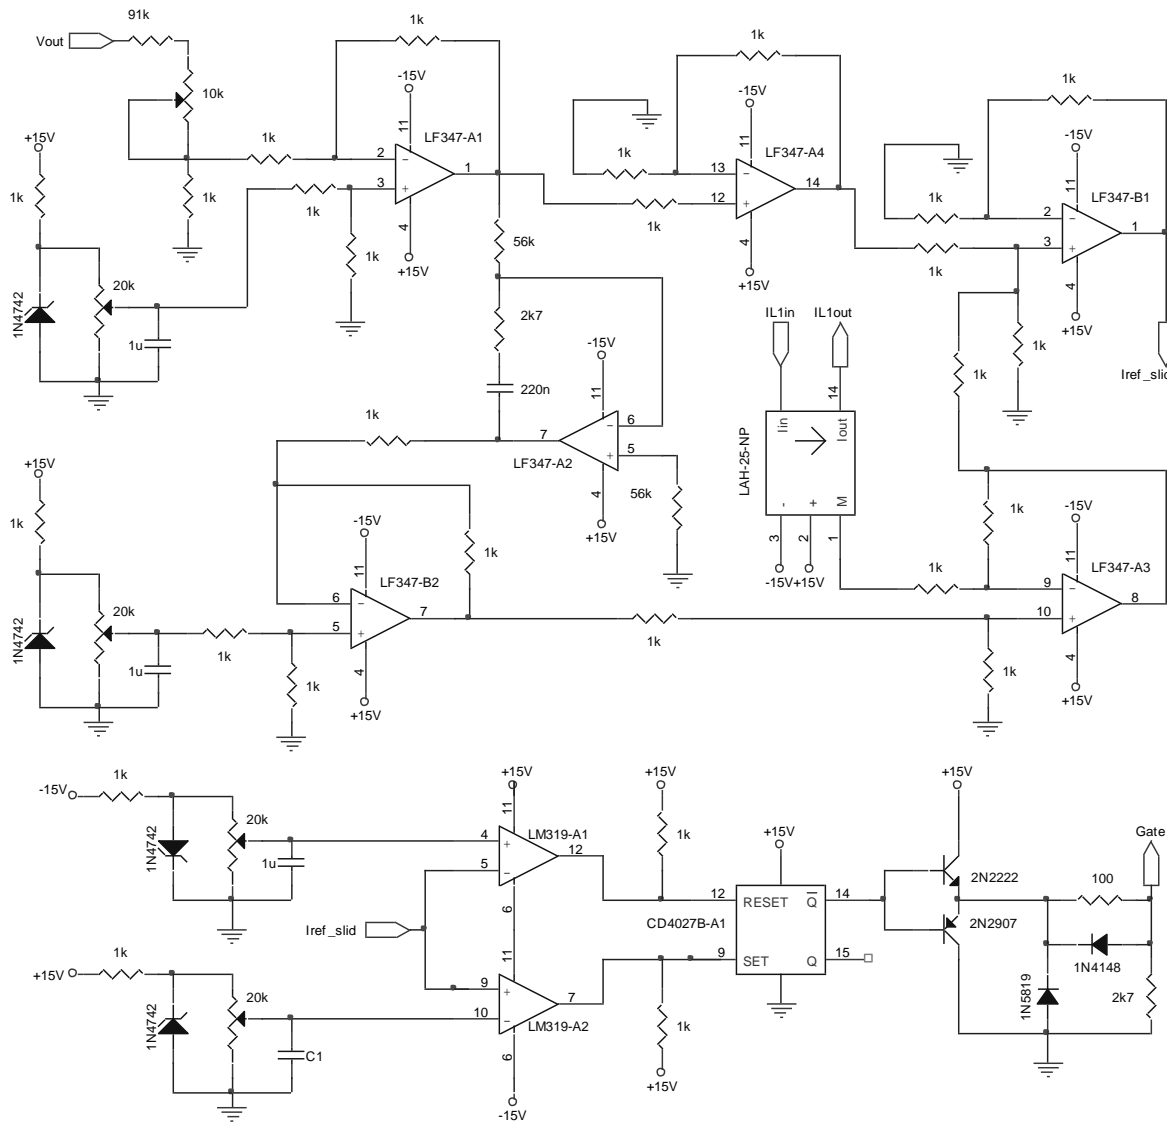 91k
Vout
10k
1k
-15V
11
LF347-A1
2
1
3
4
+15V
1k
1k
1k
1k
+15V
1k
1N4742
20k
1u
1k
-15V
11
LF347-A4
1k
13
14
12
1k
4
+15V
1k
-15V
11
LF347-B1
1k
2
1
3
1k
4
+15V
1k
1k
Iref_slid
56k
2k7
220n
-15V
11
6
7
5
LF347-A2
4
+15V
56k
1k
IL1in
IL1out
14
Iin
Iout
LAH-25-NP
-
+
M
3
2
1
-15V
+15V
+15V
1k
1N4742
20k
1u
1k
1k
-15V
11
LF347-B2
6
7
5
4
+15V
1k
1k
1k
1k
-15V
11
LF347-A3
9
8
10
4
+15V
1k
-15V
1k
1N4742
20k
1u
+15V
11
LM319-A1
4
12
5
6
+15V
1k
Iref_slid
+15V
1k
1N4742
20k
C1
11
9
7
10
LM319-A2
6
-15V
1k
+15V
+15V
12
RESET
Q
14
CD4027B-A1
9
SET
Q
15
+15V
2N2222
2N2907
Gate
100
1N4148
1N5819
2k7